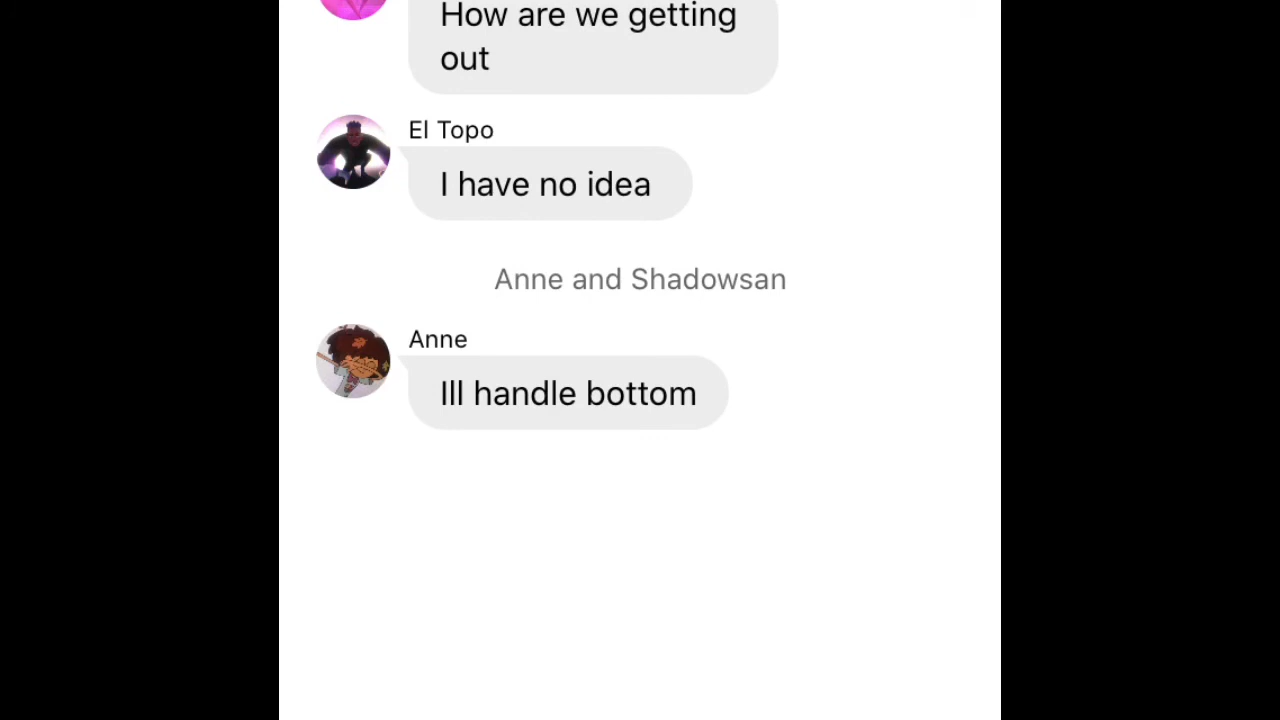 How are we getting
out
El Topo
I have no idea
Anne and Shadowsan
Anne
Ill handle bottom